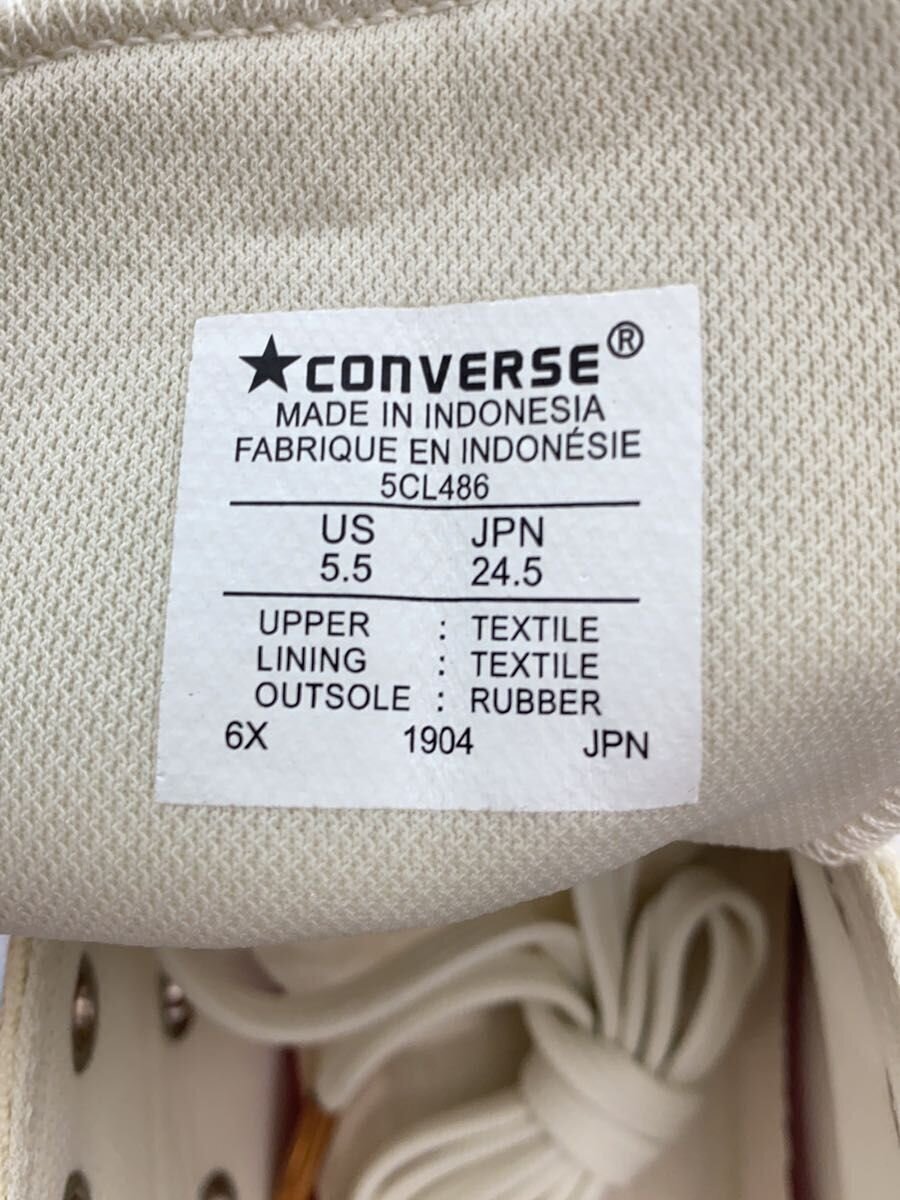 ★CONVERSE®
MADE IN INDONESIA
FABRIQUE EN INDONÉSIE
5CL486
US JPN
5.5 24.5
UPPER : TEXTILE
LINING : TEXTILE
OUTSOLE : RUBBER
6X 1904 JPN